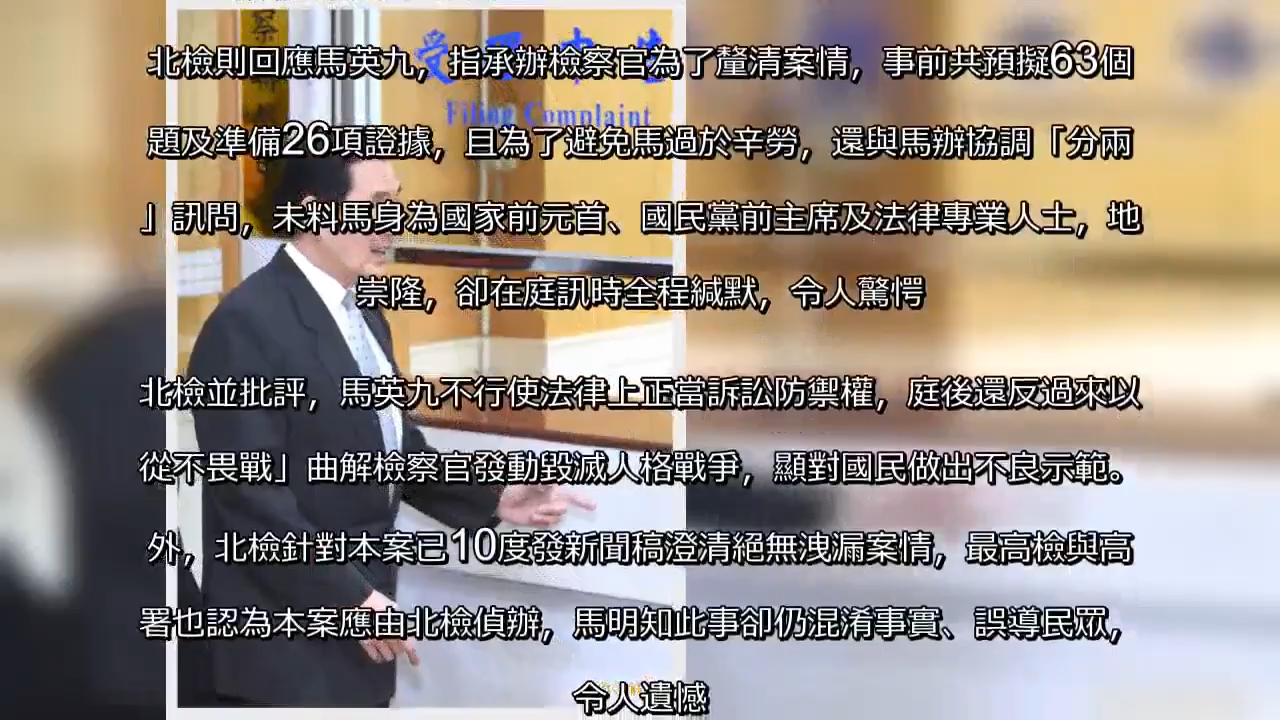 受理申告
Filing Complaint
北檢則回應馬英九，指承辦檢察官為了釐清案情，事前共預擬63個
題及準備26項證據，且為了避免馬過於辛勞，還與馬辦協調「分兩
」訊問，未料馬身為國家前元首、國民黨前主席及法律專業人士，地
崇隆，卻在庭訊時全程緘默，令人驚愕
北檢並批評，馬英九不行使法律上正當訴訟防禦權，庭後還反過來以
從不畏戰」曲解檢察官發動毀滅人格戰爭，顯對國民做出不良示範。
外，北檢針對本案已10度發新聞稿澄清絕無洩漏案情，最高檢與高
署也認為本案應由北檢偵辦，馬明知此事卻仍混淆事實、誤導民眾，
令人遺憾